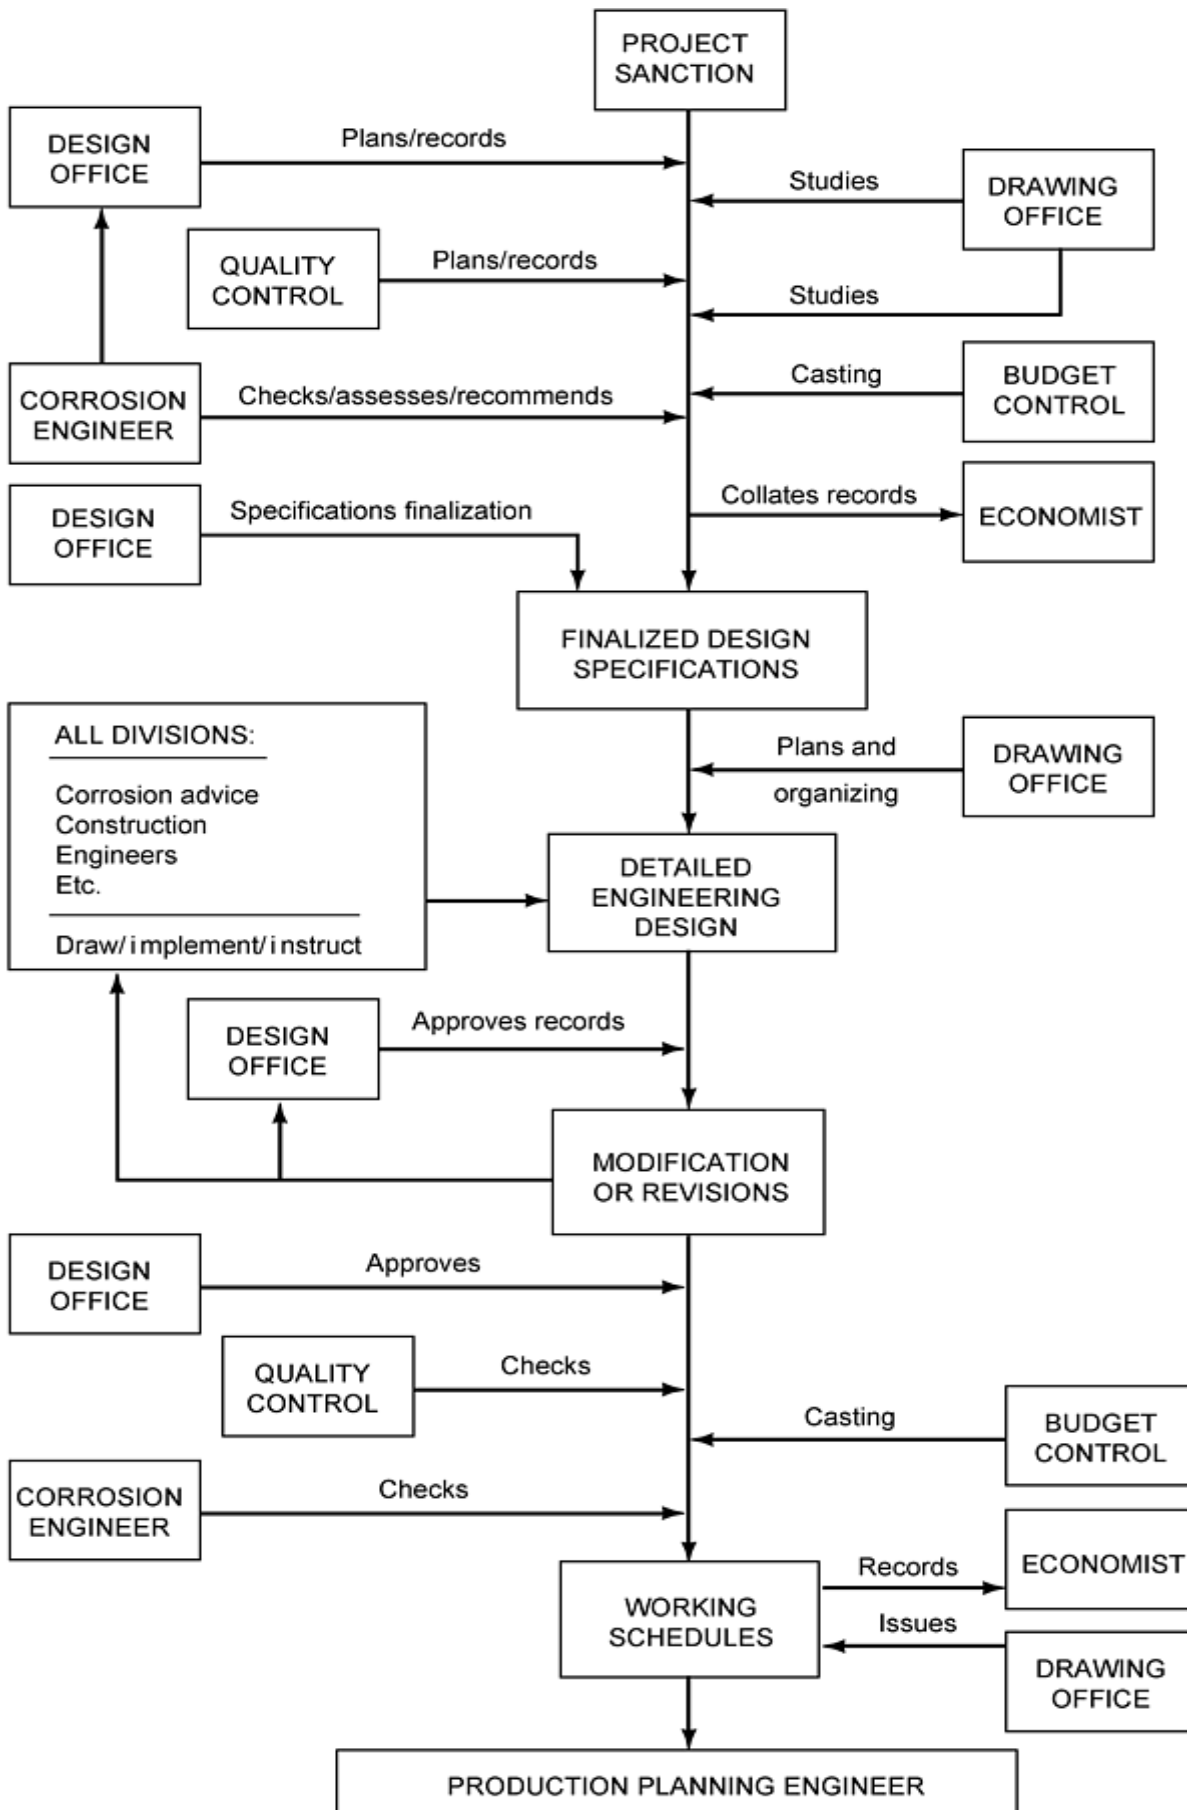 PROJECT
SANCTION
DESIGN
OFFICE
Plans/records
Studies
DRAWING
OFFICE
QUALITY
CONTROL
Plans/records
Studies
CORROSION
ENGINEER
Checks/assesses/recommends
Casting
BUDGET
CONTROL
DESIGN
OFFICE
Specifications finalization
Collates records
ECONOMIST
FINALIZED DESIGN
SPECIFICATIONS
ALL DIVISIONS:
Corrosion advice
Construction
Engineers
Etc.
Draw/implement/instruct
Plans and
organizing
DRAWING
OFFICE
DETAILED
ENGINEERING
DESIGN
DESIGN
OFFICE
Approves records
MODIFICATION
OR REVISIONS
DESIGN
OFFICE
Approves
QUALITY
CONTROL
Checks
Casting
BUDGET
CONTROL
CORROSION
ENGINEER
Checks
WORKING
SCHEDULES
Records
ECONOMIST
Issues
DRAWING
OFFICE
PRODUCTION PLANNING ENGINEER